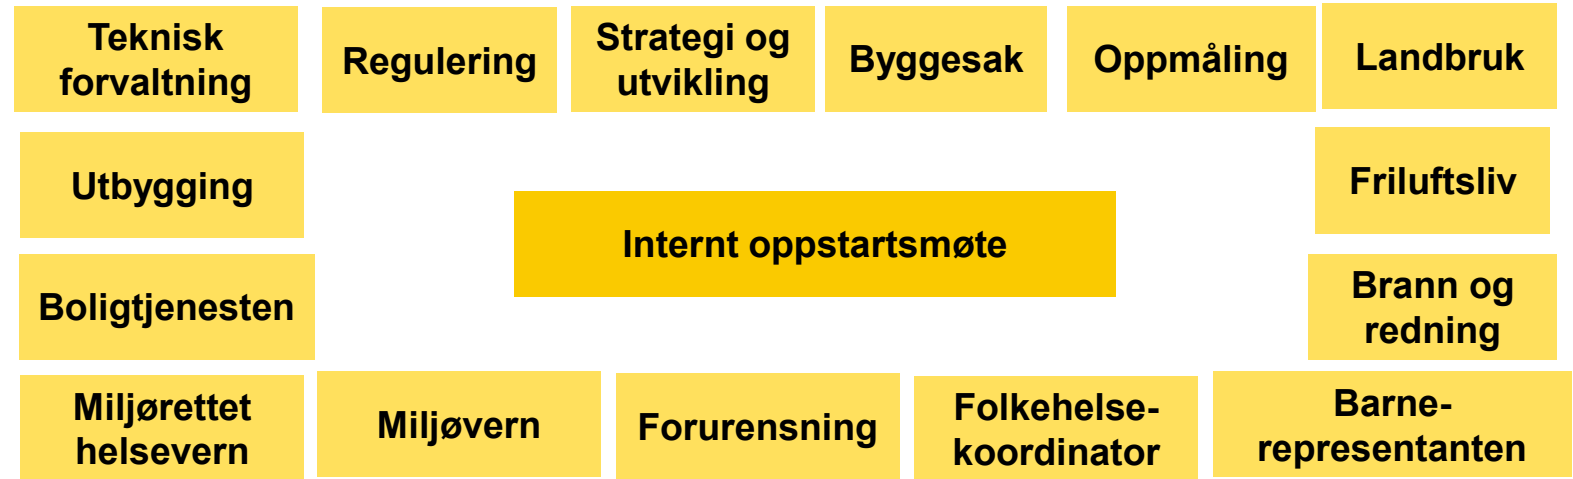 Teknisk
forvaltning
Regulering
Strategi og
utvikling
Byggesak
Oppmåling
Landbruk
Utbygging
Internt oppstartsmøte
Friluftsliv
Boligtjenesten
Brann og
redning
Miljørettet
helsevern
Miljøvern
Forurensning
Folkehelse-
koordinator
Barne-
representanten